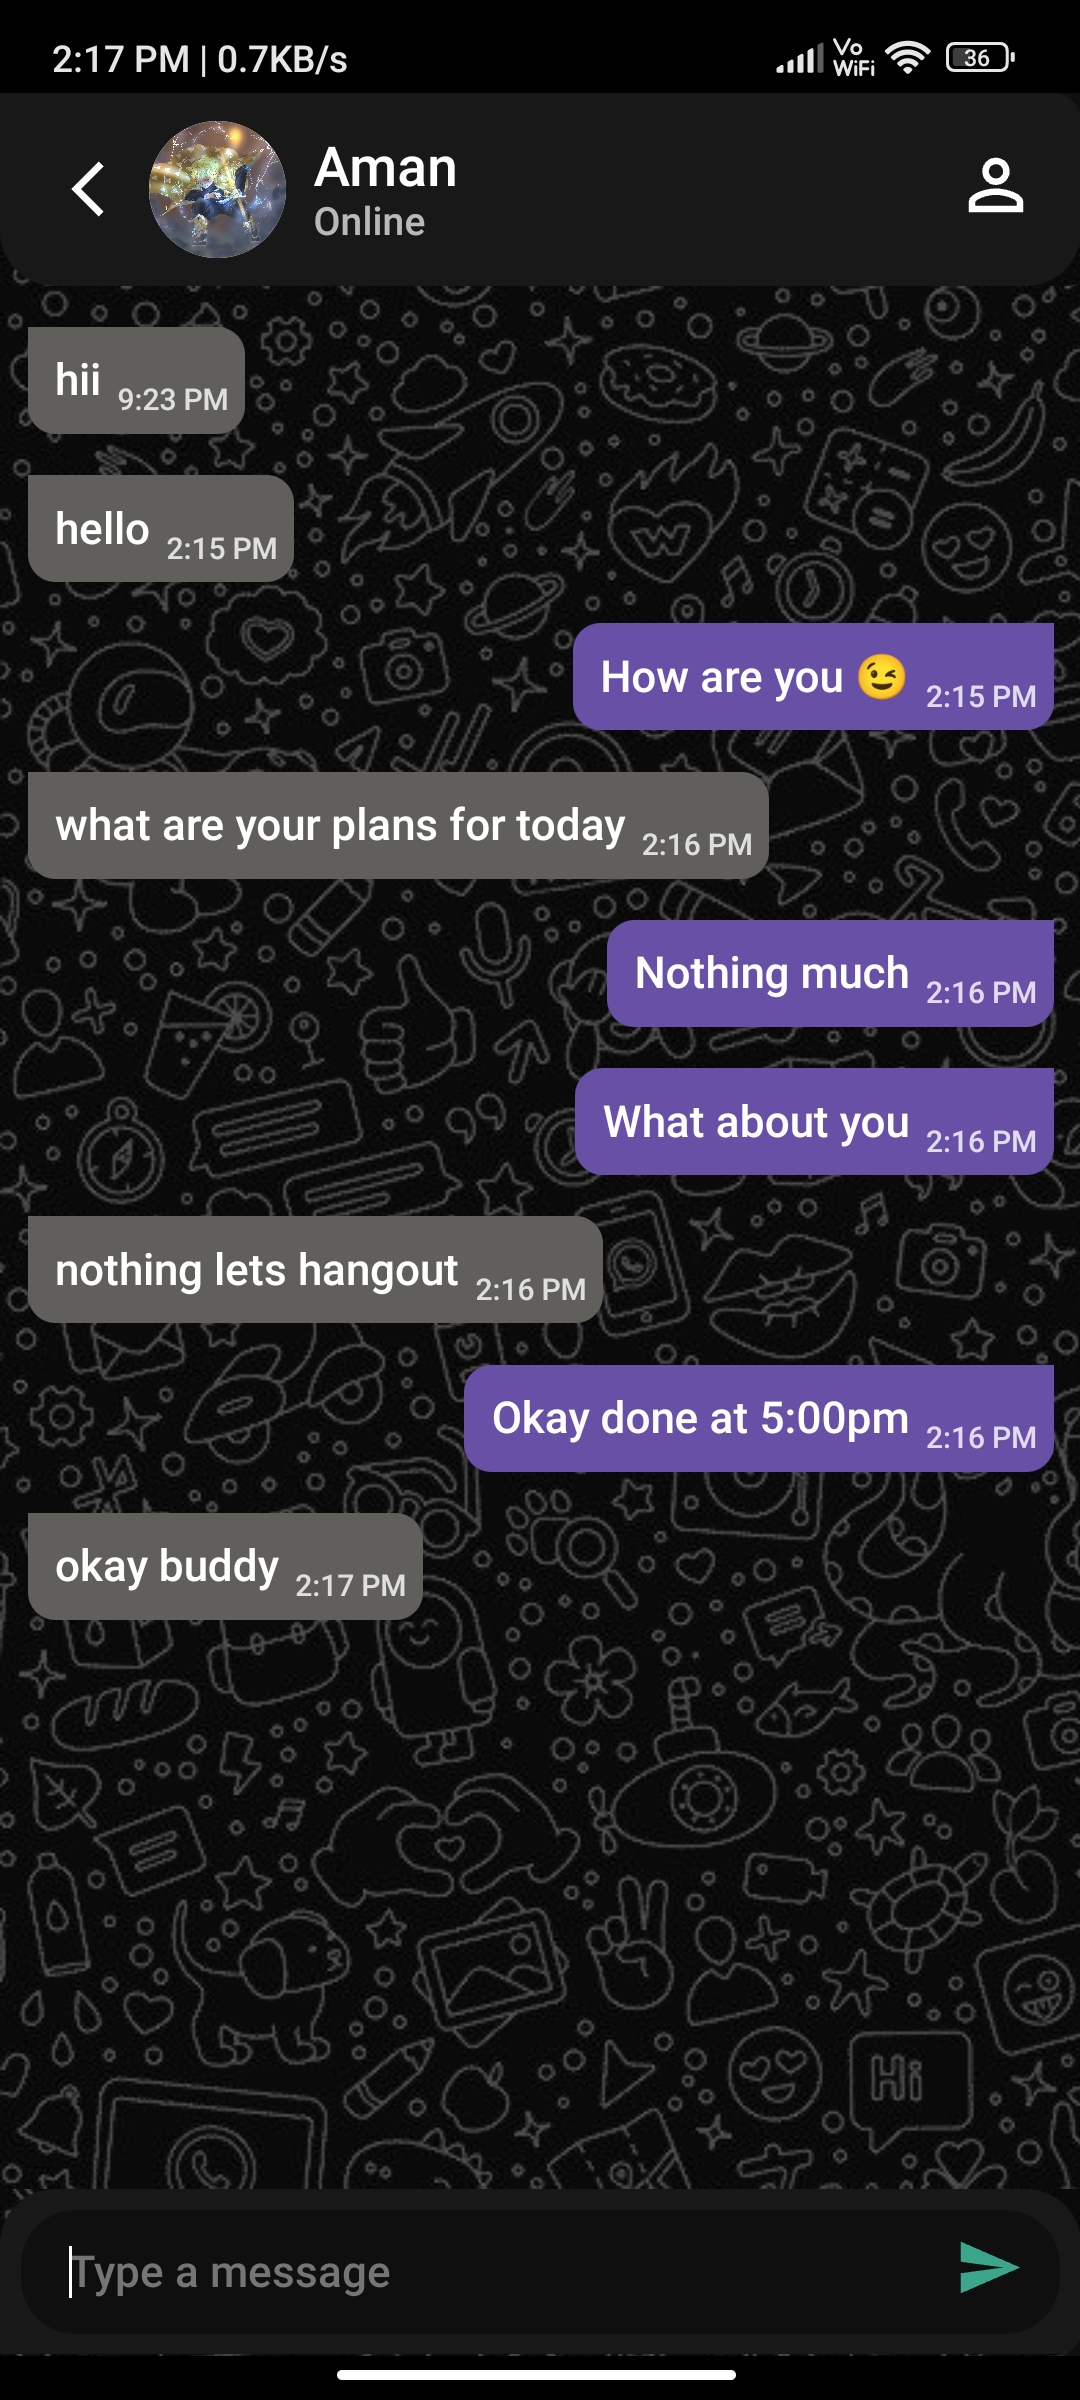 2:17 PM | 0.7KB/s Vo WiFi 36
Aman
Online
hii 9:23 PM
hello 2:15 PM
How are you 😉 2:15 PM
what are your plans for today 2:16 PM
Nothing much 2:16 PM
What about you 2:16 PM
nothing lets hangout 2:16 PM
Okay done at 5:00pm 2:16 PM
okay buddy 2:17 PM
Hi
Type a message